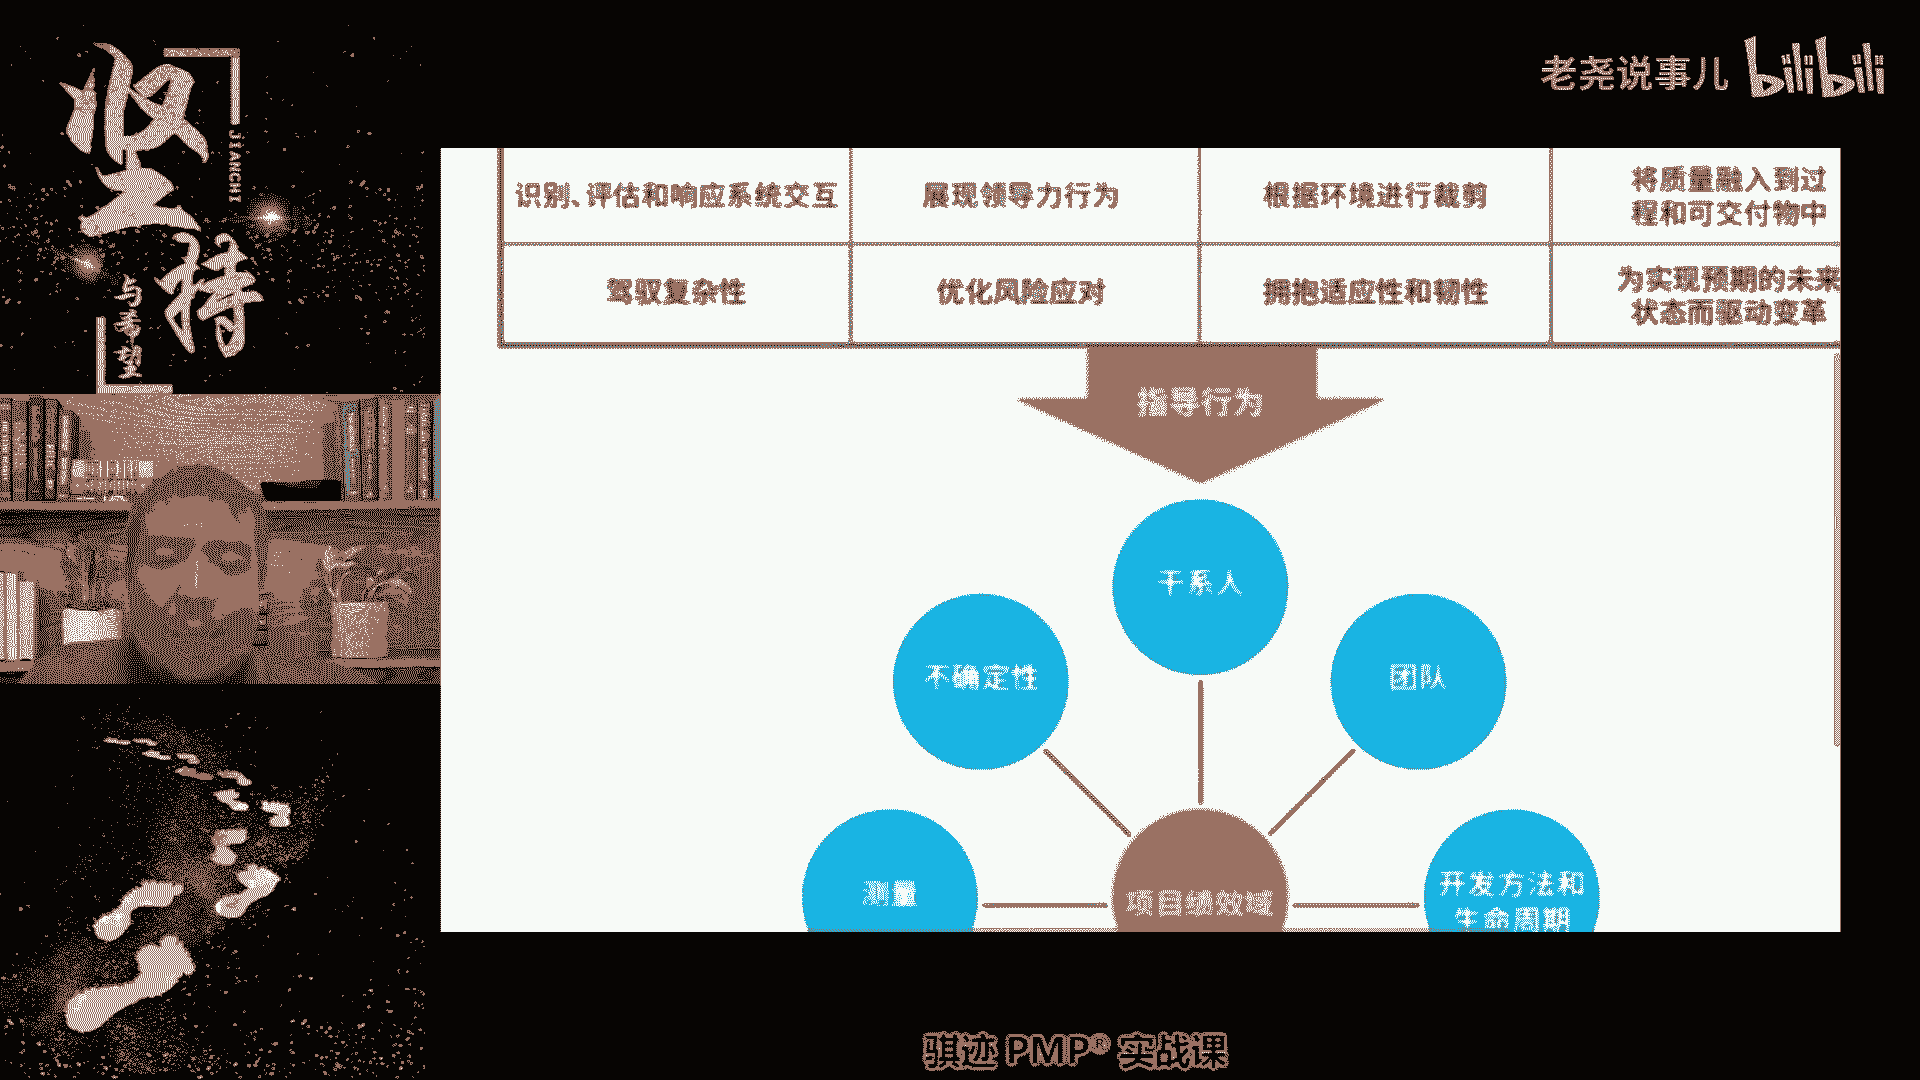 坚持
JIANCHI
与希望
老尧说事儿 bilibili
识别、评估和响应系统交互
展现领导力行为
根据环境进行裁剪
将质量融入到过
程和可交付物中
驾驭复杂性
优化风险应对
拥抱适应性和韧性
为实现预期的未来
状态而驱动变革
指导行为
干系人
不确定性
团队
测量
项目绩效域
开发方法和
生命周期
骐迹 PMP® 实战课